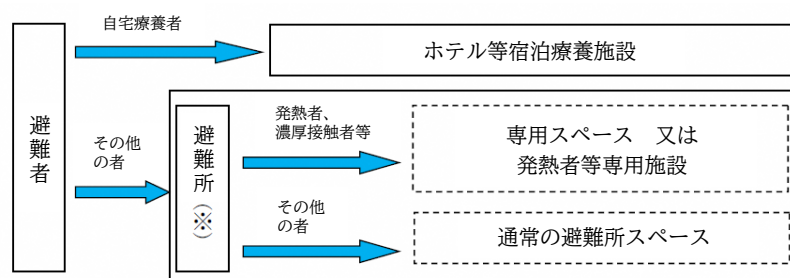 自宅療養者
ホテル等宿泊療養施設
避難者
その他
の者
避難所(※)
発熱者、
濃厚接触者等
専用スペース　又は
発熱者等専用施設
その他
の者
通常の避難所スペース